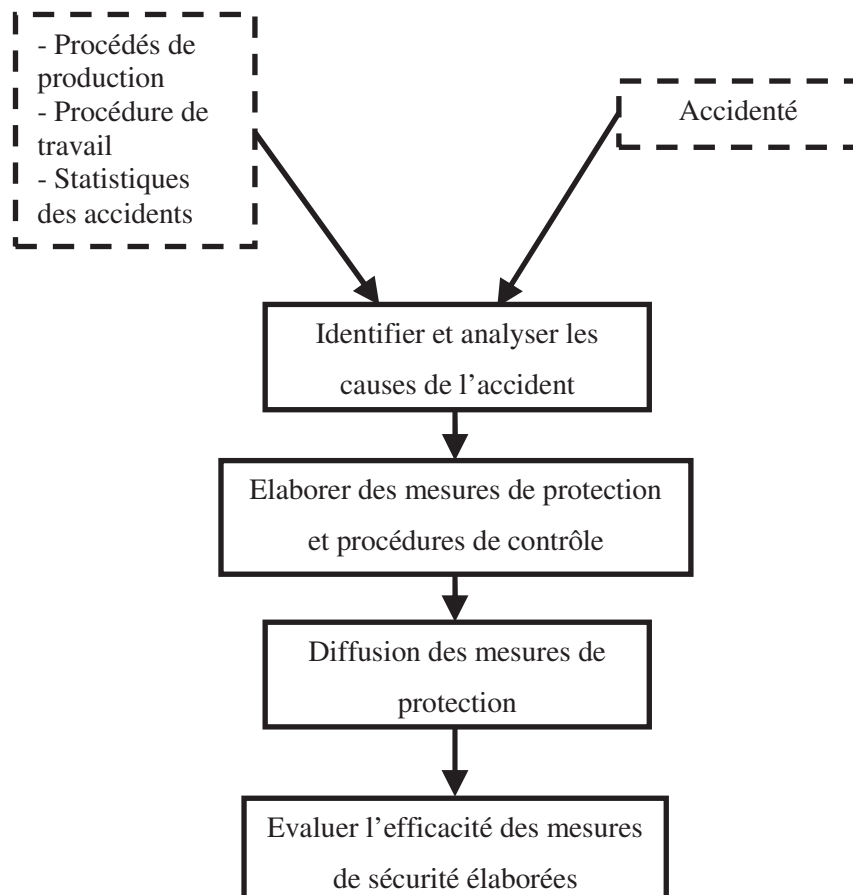 - Procédés de
production
- Procédure de
travail
- Statistiques
des accidents
Accidenté
Identifier et analyser les
causes de l’accident
Elaborer des mesures de protection
et procédures de contrôle
Diffusion des mesures de
protection
Evaluer l’efficacité des mesures
de sécurité élaborées